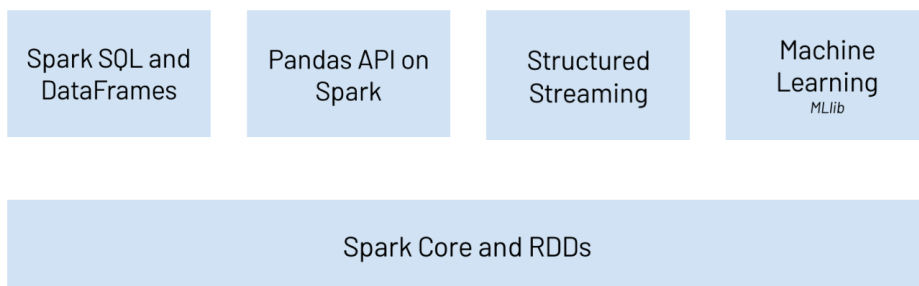 Spark SQL and
DataFrames
Pandas API on
Spark
Structured
Streaming
Machine
Learning
MLlib
Spark Core and RDDs